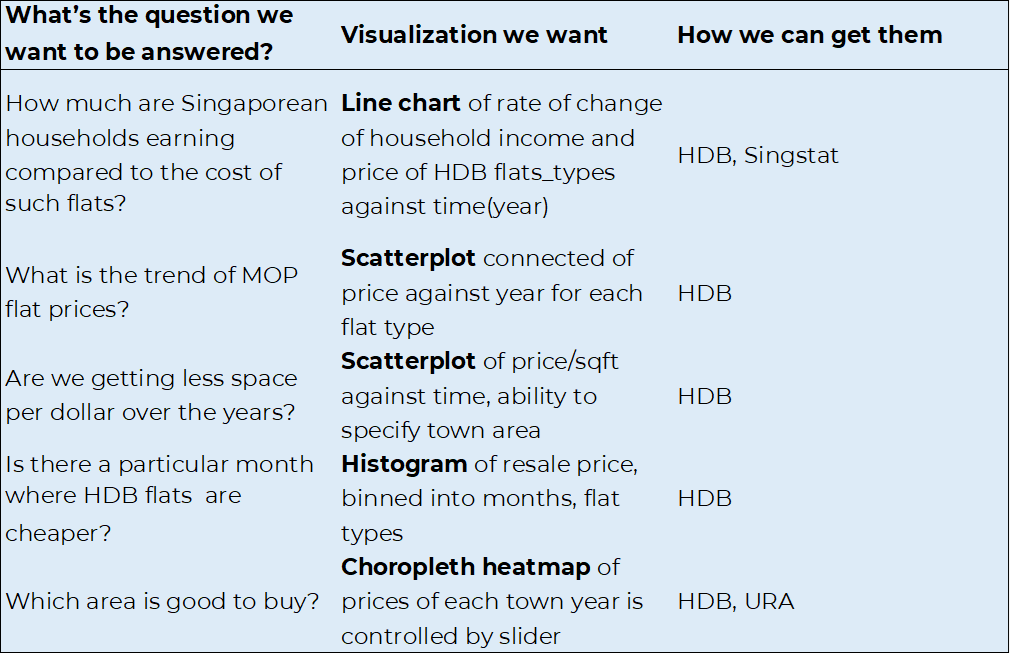 What’s the question we want to be answered?
Visualization we want
How we can get them
How much are Singaporean
households earning
compared to the cost of
such flats?
Line chart of rate of change
of household income and
price of HDB flats_types
against time(year)
HDB, Singstat
What is the trend of MOP
flat prices?
Scatterplot connected of
price against year for each
flat type
HDB
Are we getting less space
per dollar over the years?
Scatterplot of price/sqft
against time, ability to
specify town area
HDB
Is there a particular month
where HDB flats  are
cheaper?
Histogram of resale price,
binned into months, flat
types
HDB
Which area is good to buy?
Choropleth heatmap of
prices of each town year is
controlled by slider
HDB, URA